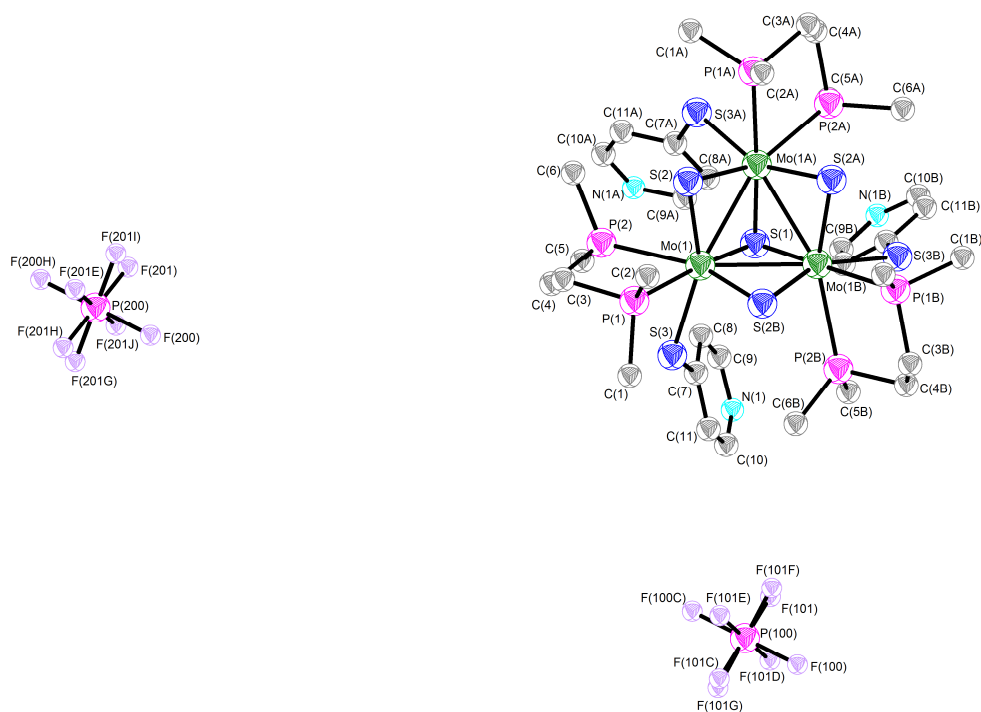 C(3A)
C(4A)
C(1A)
P(1A)
C(2A)
C(5A)
C(6A)
P(2A)
S(3A)
C(11A)
C(7A)
C(10A)
C(8A)
Mo(1A)
S(2A)
C(6)
S(2)
N(1A)
C(9A)
N(1B)
C(10B)
C(11B)
P(2)
S(1)
C(9B)
C(1B)
F(201I)
F(200H)
F(201E)
F(201)
C(5)
Mo(1)
C(2)
S(3B)
Mo(1B)
P(1B)
C(4)
C(3)
P(1)
S(2B)
P(200)
F(201H)
F(201J)
F(200)
F(201G)
S(3)
C(8)
C(9)
C(3B)
P(2B)
C(4B)
C(1)
C(7)
N(1)
C(6B)
C(5B)
C(11)
C(10)
F(101F)
F(100C)
F(101E)
F(101)
P(100)
F(101C)
F(101D)
F(100)
F(101G)